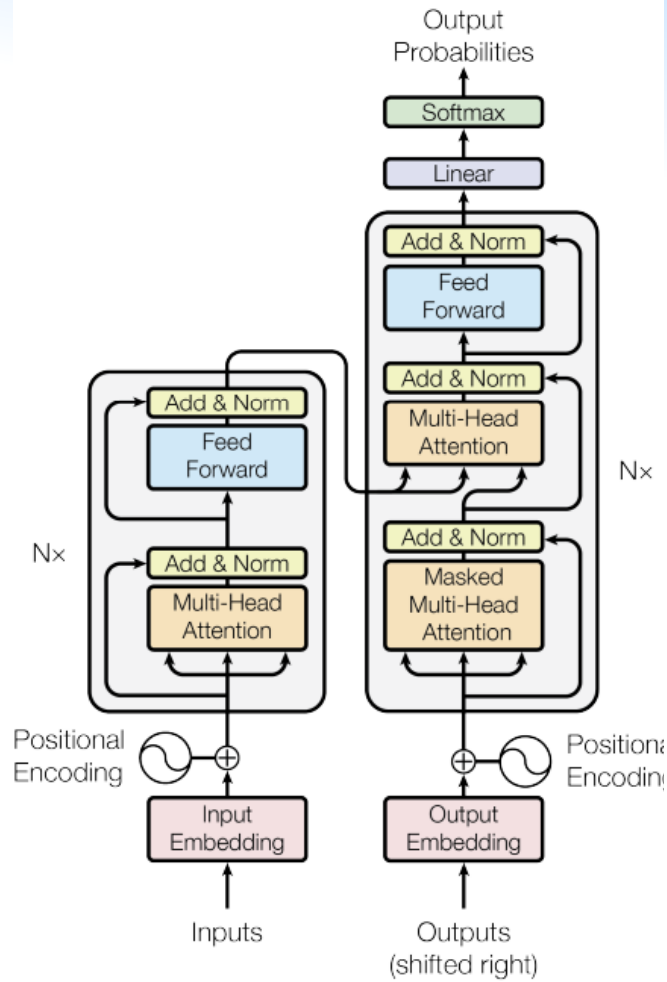 Output
Probabilities
Softmax
Linear
Add & Norm
Feed
Forward
Add & Norm
Multi-Head
Attention
Add & Norm
Masked
Multi-Head
Attention
N×
Add & Norm
Feed
Forward
Add & Norm
Multi-Head
Attention
N×
Positional
Encoding
Positiona
Encoding
Input
Embedding
Output
Embedding
Inputs
Outputs
(shifted right)